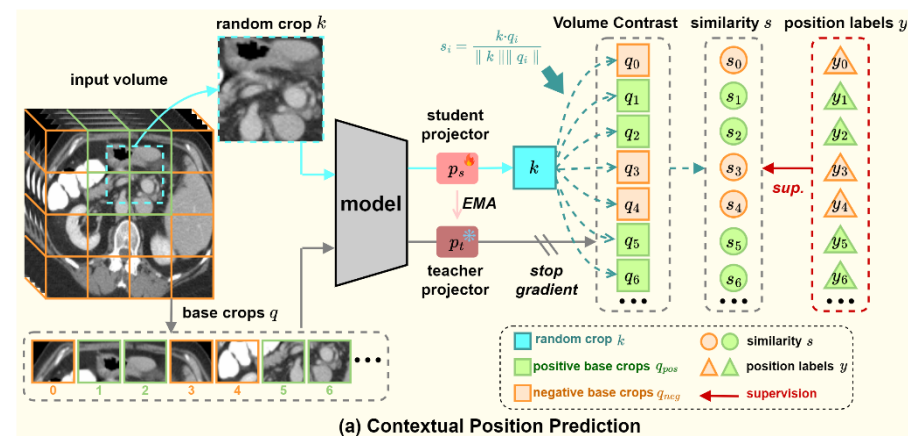 random crop k
input volume
s_i = k·q_i / ‖ k ‖‖ q_i ‖
Volume Contrast
similarity s
position labels y
student projector
model
p_s
EMA
p_t
teacher projector
k
stop gradient
q_0
q_1
q_2
q_3
q_4
q_5
q_6
•••
s_0
s_1
s_2
s_3
s_4
s_5
s_6
•••
sup.
y_0
y_1
y_2
y_3
y_4
y_5
y_6
•••
base crops q
0 1 2 3 4 5 6 •••
random crop k
positive base crops q_pos
negative base crops q_neg
similarity s
position labels y
supervision
(a) Contextual Position Prediction